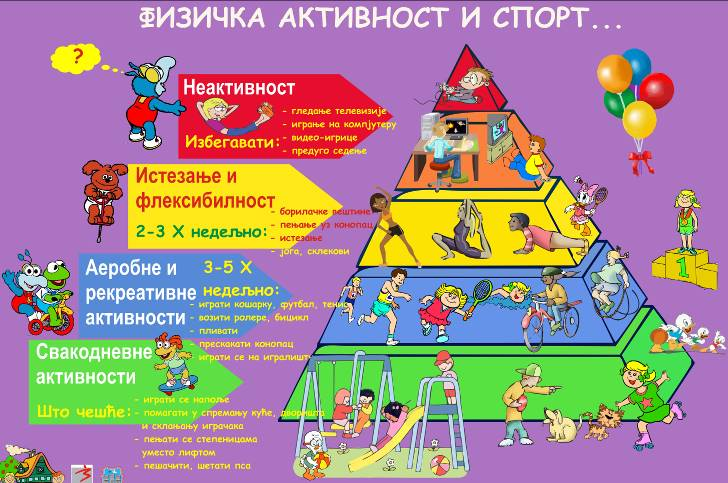 ФИЗИЧКА АКТИВНОСТ И СПОРТ...
?
Неактивност
Избегавати:
- гледање телевизије
- играње на компјутеру
- видео-игрице
- предуго седење
Истезање и
флексибилност
2-3 X недељно:
- борилачке вештине
- пењање уз конопац
- истезање
- јога, склекови
Аеробне и
рекреативне
активности
3-5 X
недељно:
- играти кошарку, футбал, тенис
- возити ролере, бицикл
- пливати
- прескакати конопац
- играти се на игралишту
Свакодневне
активности
Што чешће:
- играти се напоље
- помагати у спремању куће, дворишта
и склањању играчака
- пењати се степеницама
уместо лифтом
- пешачити, шетати пса
1